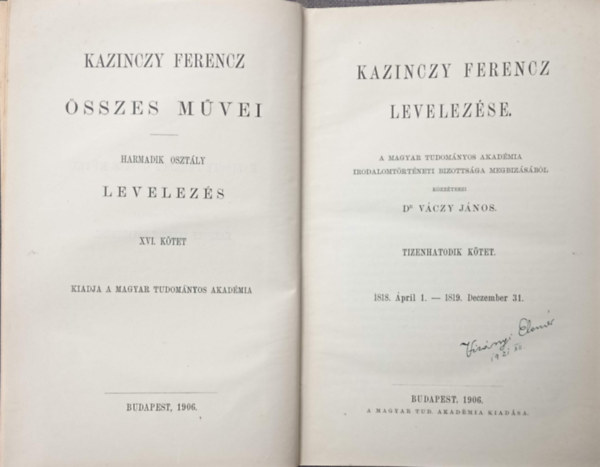 KAZINCZY FERENCZ
ÖSSZES MŰVEI
HARMADIK OSZTÁLY
LEVELEZÉS
XVI. KÖTET
KIADJA A MAGYAR TUDOMÁNYOS AKADÉMIA
BUDAPEST, 1906.
KAZINCZY FERENCZ
LEVELEZÉSE.
A MAGYAR TUDOMÁNYOS AKADÉMIA
IRODALOMTÖRTÉNETI BIZOTTSÁGA MEGBIZÁSÁBÓL
KÖZZÉTESZI
Dr VÁCZY JÁNOS.
TIZENHATODIK KÖTET.
1818. Ápril 1. — 1819. Deczember 31.
Elemér
BUDAPEST, 1906.
A MAGYAR TUD. AKADÉMIA KIADÁSA.